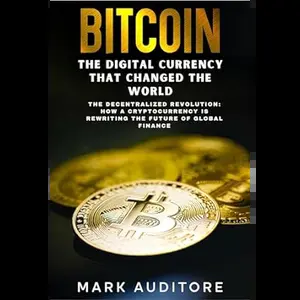 BITCOIN
THE DIGITAL CURRENCY
THAT CHANGED THE
WORLD
THE DECENTRALIZED REVOLUTION:
HOW A CRYPTOCURRENCY IS
REWRITING THE FUTURE OF GLOBAL
FINANCE
MARK AUDITORE